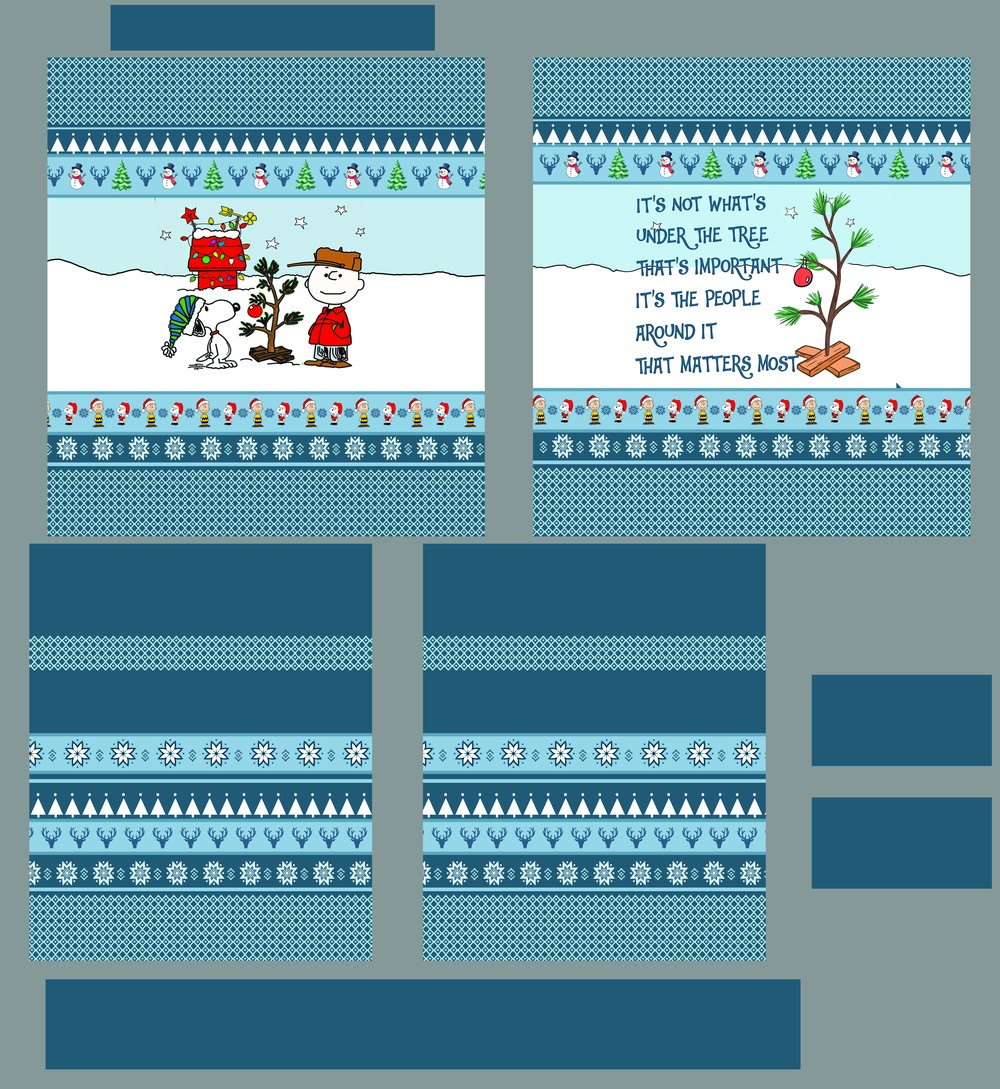 IT'S NOT WHAT'S
UNDER THE TREE
THAT'S IMPORTANT
IT'S THE PEOPLE
AROUND IT
THAT MATTERS MOST